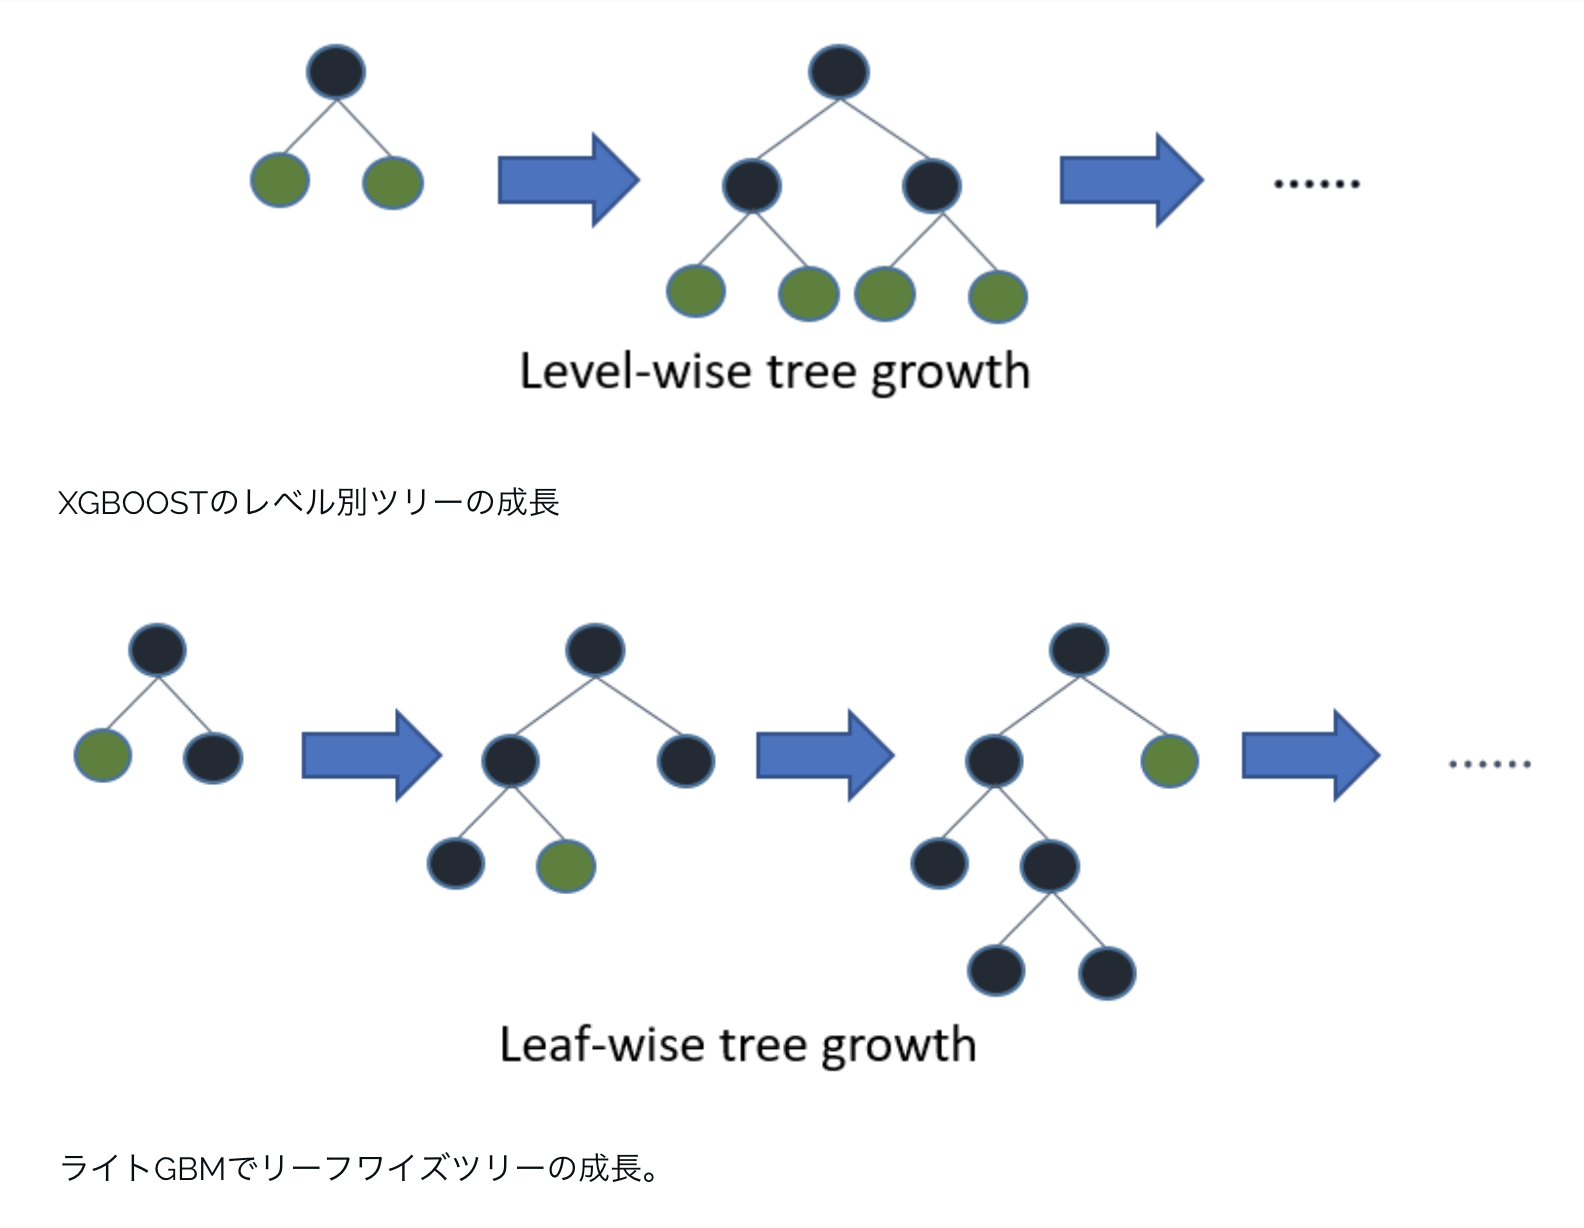 ......
Level-wise tree growth
XGBOOSTのレベル別ツリーの成長
......
Leaf-wise tree growth
ライトGBMでリーフワイズツリーの成長。